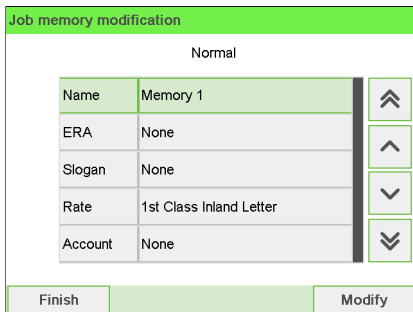 Job memory modification
Normal
Name Memory 1
ERA None
Slogan None
Rate 1st Class Inland Letter
Account None
Finish Modify